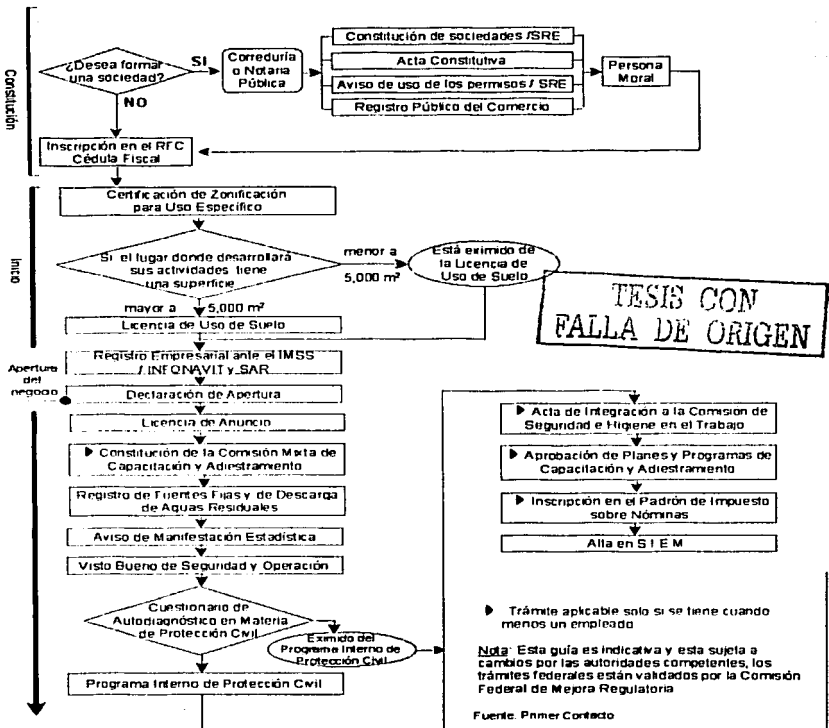 Constitución
¿Desea formar
una sociedad?
SI
NO
Correduría
o Notaria
Pública
Constitución de sociedades /SRE
Acta Constitutiva
Aviso de uso de los permisos / SRE
Registro Público del Comercio
Persona
Moral
Inscripción en el RFC
Cédula Fiscal
Inicio
Certificación de Zonificación
para Uso Específico
Si el lugar donde desarrollará
sus actividades tiene
una superficie
menor a
5,000 m²
Está eximido de
la Licencia de
Uso de Suelo
mayor a 5,000 m²
Licencia de Uso de Suelo
TESIS CON
FALLA DE ORIGEN
Apertura
del
negocio
Registro Empresarial ante el IMSS
/ INFONAVIT y SAR
Declaración de Apertura
Licencia de Anuncio
Constitución de la Comisión Mixta de
Capacitación y Adiestramiento
Registro de Fuentes Fijas y de Descarga
de Aguas Residuales
Aviso de Manifestación Estadística
Visto Bueno de Seguridad y Operación
Cuestionario de
Autodiagnóstico en Materia
de Protección Civil
Eximido del
Programa Interno de
Protección Civil
Programa Interno de Protección Civil
Acta de Integración a la Comisión de
Seguridad e Higiene en el Trabajo
Aprobación de Planes y Programas de
Capacitación y Adiestramiento
Inscripción en el Padrón de Impuesto
sobre Nóminas
Alta en S I E M
Trámite aplicable solo si se tiene cuando
menos un empleado
Nota: Esta guía es indicativa y esta sujeta a
cambios por las autoridades competentes, los
trámites federales están validados por la Comisión
Federal de Mejora Regulatoria
Fuente: Primer Contacto